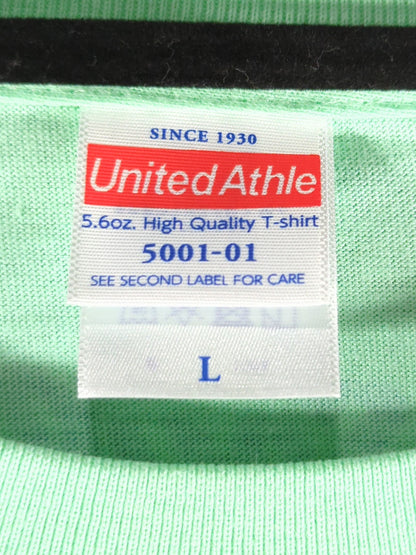 SINCE 1930
United Athle
5.6oz. High Quality T-shirt
5001-01
SEE SECOND LABEL FOR CARE
L